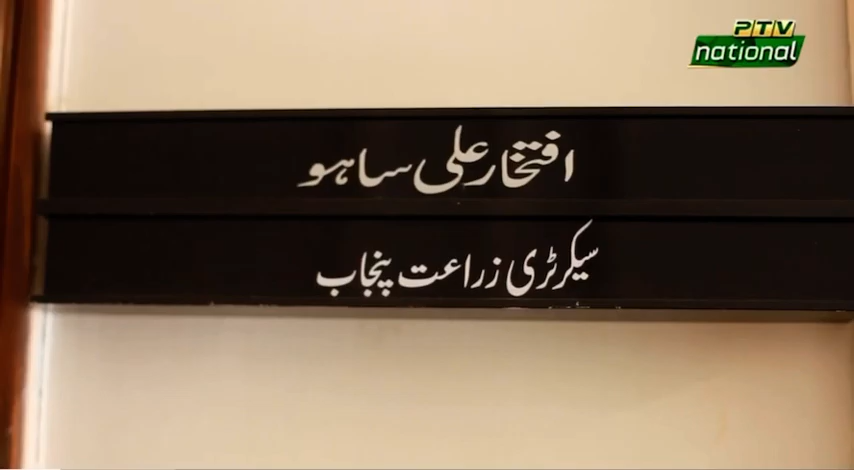 PTV
national
افتخار علی ساہو
سیکرٹری زراعت پنجاب